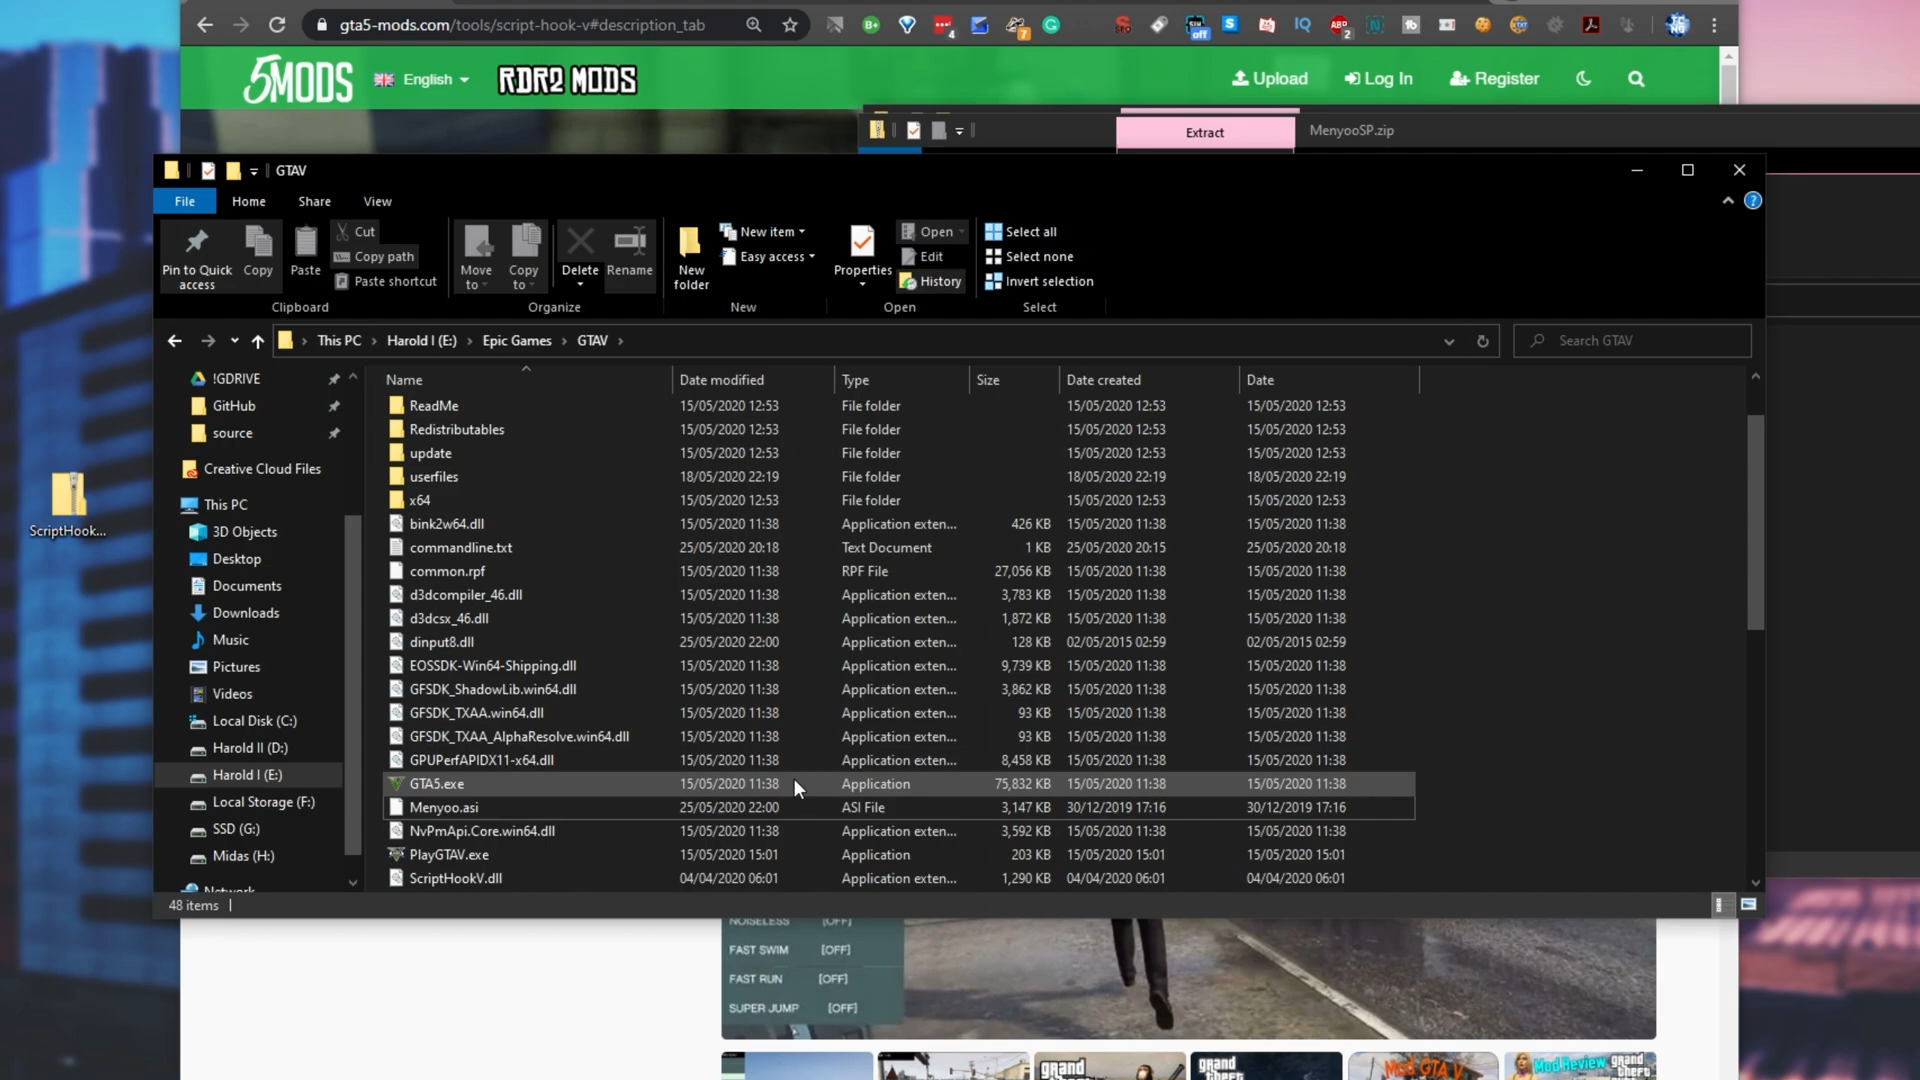 gta5-mods.com/tools/script-hook-v#description_tab
5MODS
English
RDR2 MODS
Upload
Log In
Register
Extract
MenyooSP.zip
GTAV
File
Home
Share
View
Pin to Quick access
Copy
Paste
Cut
Copy path
Paste shortcut
Clipboard
Move to
Copy to
Delete
Rename
Organize
New folder
New item
Easy access
New
Properties
Open
Edit
History
Open
Select all
Select none
Invert selection
Select
This PC > Harold I (E:) > Epic Games > GTAV >
Search GTAV
!GDRIVE
GitHub
source
Creative Cloud Files
This PC
3D Objects
Desktop
Documents
Downloads
Music
Pictures
Videos
Local Disk (C:)
Harold II (D:)
Harold I (E:)
Local Storage (F:)
SSD (G:)
Midas (H:)
Network
Name Date modified Type Size Date created Date
ReadMe 15/05/2020 12:53 File folder 15/05/2020 12:53 15/05/2020 12:53
Redistributables 15/05/2020 12:53 File folder 15/05/2020 12:53 15/05/2020 12:53
update 15/05/2020 12:53 File folder 15/05/2020 12:53 15/05/2020 12:53
userfiles 18/05/2020 22:19 File folder 18/05/2020 22:19 18/05/2020 22:19
x64 15/05/2020 12:53 File folder 15/05/2020 12:53 15/05/2020 12:53
bink2w64.dll 15/05/2020 11:38 Application exten... 426 KB 15/05/2020 11:38 15/05/2020 11:38
commandline.txt 25/05/2020 20:18 Text Document 1 KB 25/05/2020 20:15 25/05/2020 20:18
common.rpf 15/05/2020 11:38 RPF File 27,056 KB 15/05/2020 11:38 15/05/2020 11:38
d3dcompiler_46.dll 15/05/2020 11:38 Application exten... 3,783 KB 15/05/2020 11:38 15/05/2020 11:38
d3dcsx_46.dll 15/05/2020 11:38 Application exten... 1,872 KB 15/05/2020 11:38 15/05/2020 11:38
dinput8.dll 25/05/2020 22:00 Application exten... 128 KB 02/05/2015 02:59 02/05/2015 02:59
EOSSDK-Win64-Shipping.dll 15/05/2020 11:38 Application exten... 9,739 KB 15/05/2020 11:38 15/05/2020 11:38
GFSDK_ShadowLib.win64.dll 15/05/2020 11:38 Application exten... 3,862 KB 15/05/2020 11:38 15/05/2020 11:38
GFSDK_TXAA.win64.dll 15/05/2020 11:38 Application exten... 93 KB 15/05/2020 11:38 15/05/2020 11:38
GFSDK_TXAA_AlphaResolve.win64.dll 15/05/2020 11:38 Application exten... 93 KB 15/05/2020 11:38 15/05/2020 11:38
GPUPerfAPIDX11-x64.dll 15/05/2020 11:38 Application exten... 8,458 KB 15/05/2020 11:38 15/05/2020 11:38
GTA5.exe 15/05/2020 11:38 Application 75,832 KB 15/05/2020 11:38 15/05/2020 11:38
Menyoo.asi 25/05/2020 22:00 ASI File 3,147 KB 30/12/2019 17:16 30/12/2019 17:16
NvPmApi.Core.win64.dll 15/05/2020 11:38 Application exten... 3,592 KB 15/05/2020 11:38 15/05/2020 11:38
PlayGTAV.exe 15/05/2020 15:01 Application 203 KB 15/05/2020 15:01 15/05/2020 15:01
ScriptHookV.dll 04/04/2020 06:01 Application exten... 1,290 KB 04/04/2020 06:01 04/04/2020 06:01
48 items
ScriptHook...
NOISELESS [OFF]
FAST SWIM [OFF]
FAST RUN [OFF]
SUPER JUMP [OFF]
grand
grand
Mod GTA V
Mod Review grand